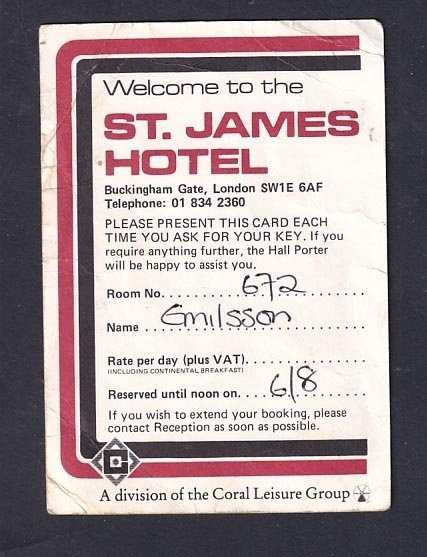 Welcome to the
ST. JAMES
HOTEL
Buckingham Gate, London SW1E 6AF
Telephone: 01 834 2360
PLEASE PRESENT THIS CARD EACH
TIME YOU ASK FOR YOUR KEY. If you
require anything further, the Hall Porter
will be happy to assist you.
Room No. 672
Name Emilsson
Rate per day (plus VAT).
(INCLUDING CONTINENTAL BREAKFAST)
Reserved until noon on 6/8
If you wish to extend your booking, please
contact Reception as soon as possible.
A division of the Coral Leisure Group